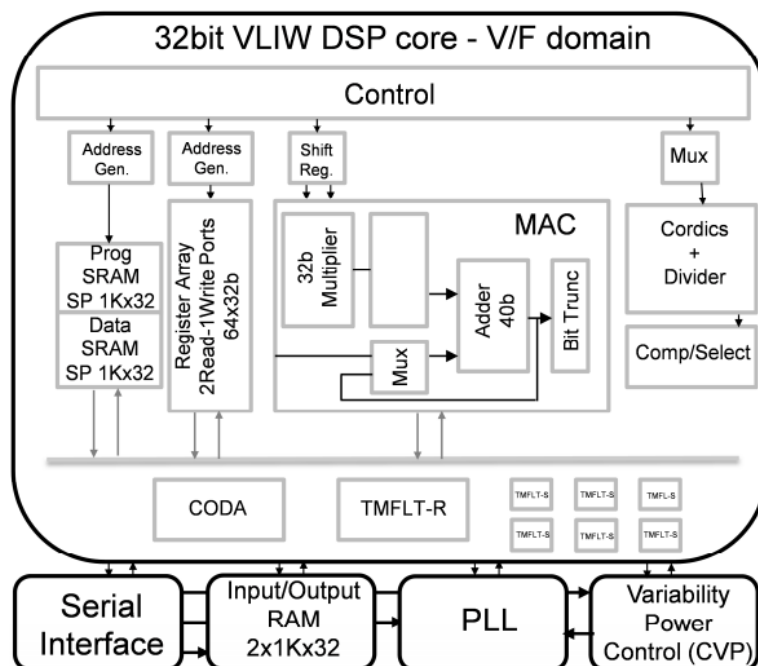 32bit VLIW DSP core - V/F domain
Control
Address
Gen.
Address
Gen.
Shift
Reg.
Mux
Prog
SRAM
SP 1Kx32
Data
SRAM
SP 1Kx32
Register Array
2Read-1Write Ports
64x32b
MAC
32b
Multiplier
Mux
Adder
40b
Bit Trunc
Cordics
+
Divider
Comp/Select
CODA
TMFLT-R
TMFLT-S
TMFLT-S
TMFL-S
TMFLT-S
TMFLT-S
TMFLT-S
Serial
Interface
Input/Output
RAM
2x1Kx32
PLL
Variability
Power
Control (CVP)